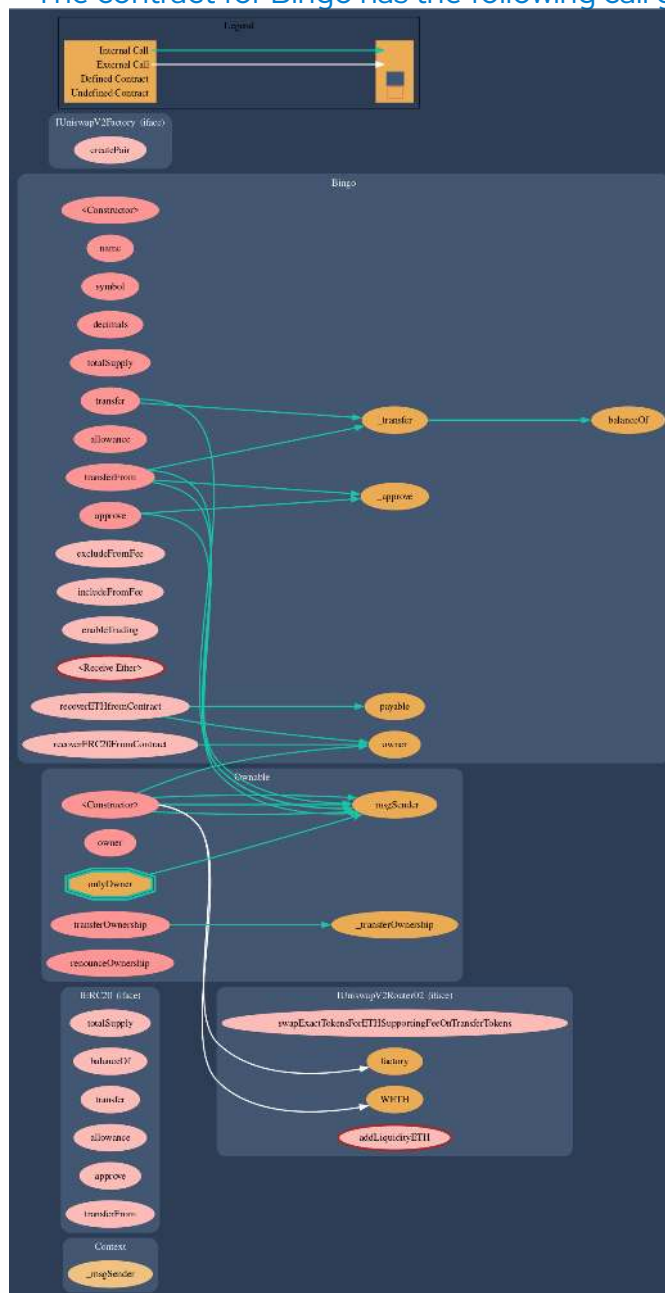 The contract for Bingo has the following call
Legend
Internal Call
External Call
Defined Contract
Undefined Contract
IUniswapV2Factory (iface)
createPair
Bingo
<Constructor>
name
symbol
decimals
totalSupply
transfer
_transfer
balanceOf
allowance
transferFrom
_approve
approve
excludeFromFee
includeFromFee
enableTrading
<Receive Ether>
recoverETHfromContract
payable
recoverERC20FromContract
owner
Ownable
<Constructor>
_msgSender
owner
onlyOwner
transferOwnership
_transferOwnership
renounceOwnership
IERC20 (iface)
IUniswapV2Router02 (iface)
totalSupply
swapExactTokensForETHSupportingFeeOnTransferTokens
balanceOf
factory
transfer
WETH
allowance
addLiquidityETH
approve
transferFrom
Context
_msgSender